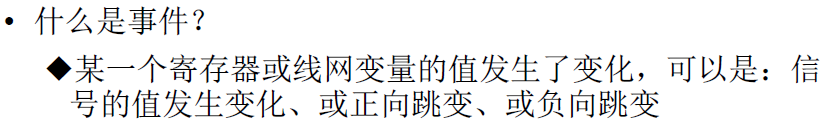 • 什么是事件？
◆某一个寄存器或线网变量的值发生了变化，可以是：信
号的值发生变化、或正向跳变、或负向跳变